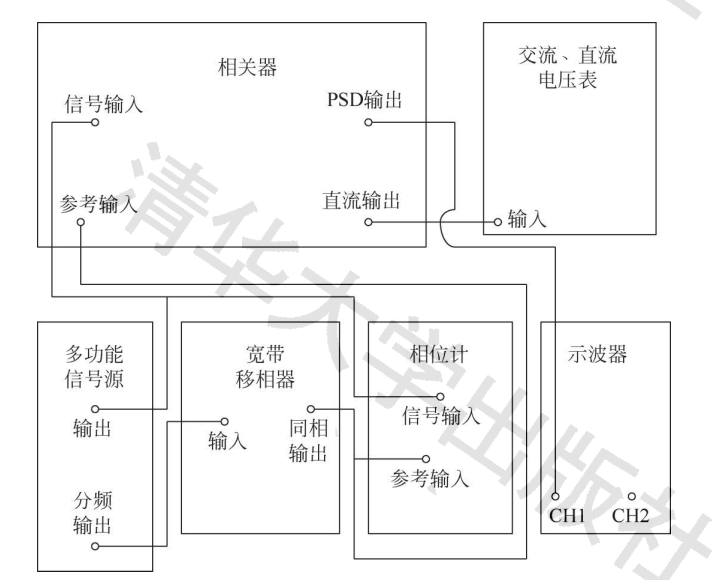 相关器
信号输入
PSD输出
参考输入
直流输出
交流、直流
电压表
输入
多功能
信号源
输出
分频
输出
宽带
移相器
输入
同相
输出
相位计
信号输入
参考输入
示波器
CH1
CH2
清华大学出版社